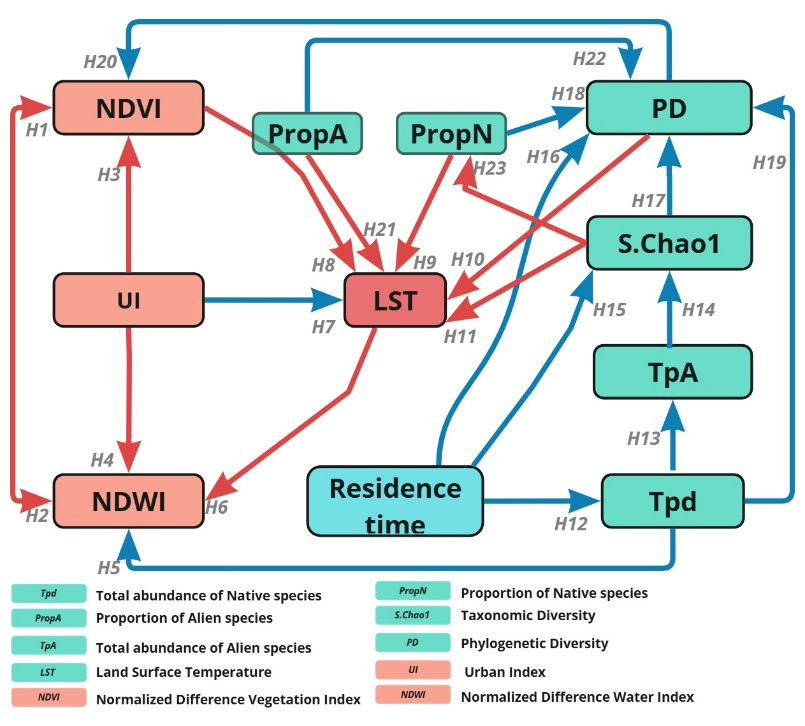 H20
H22
NDVI
H18
PD
H1
PropA
PropN
H16
H19
H3
H23
H17
H21
S.Chao1
H8
H9
H10
UI
LST
H7
H11
H15
H14
TpA
H13
H4
NDWI
H6
Residence
time
H12
Tpd
H2
H5
Tpd Total abundance of Native species
PropA Proportion of Alien species
TpA Total abundance of Alien species
LST Land Surface Temperature
NDVI Normalized Difference Vegetation Index
PropN Proportion of Native species
S.Chao1 Taxonomic Diversity
PD Phylogenetic Diversity
UI Urban Index
NDWI Normalized Difference Water Index